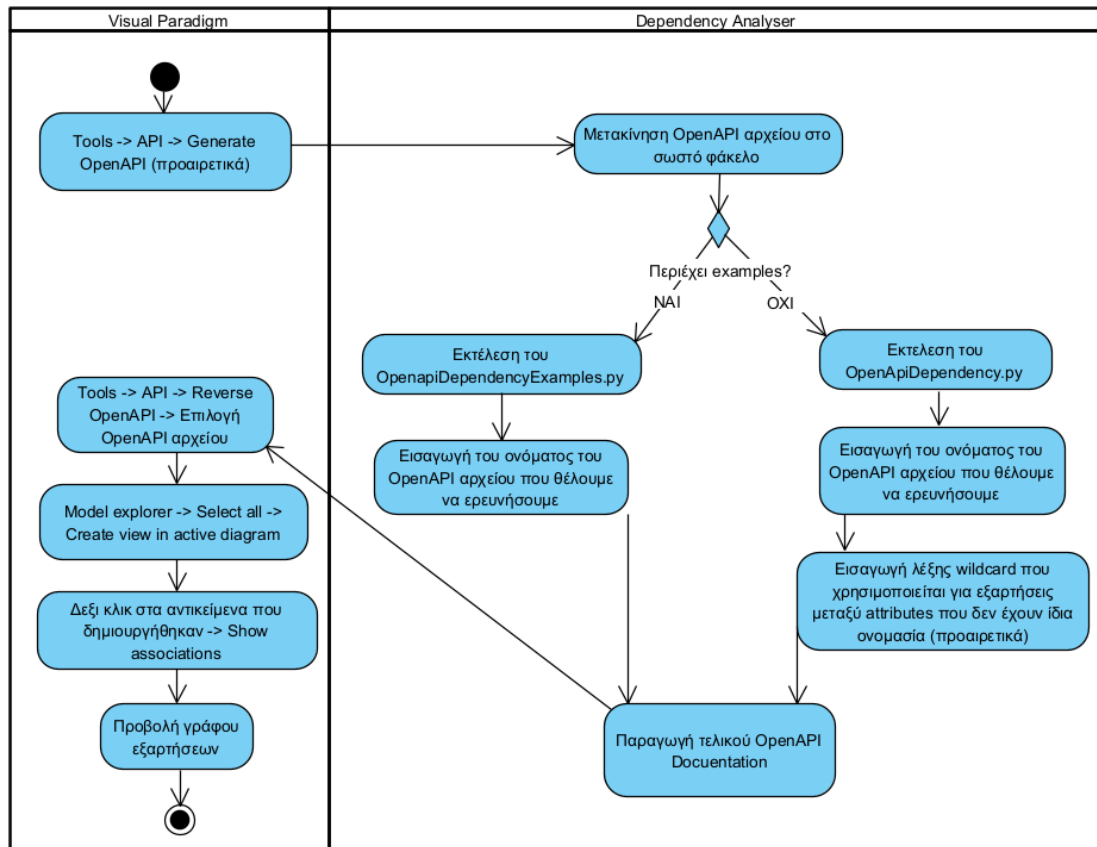 Visual Paradigm
Dependency Analyser
Tools -> API -> Generate
OpenAPI (προαιρετικά)
Μετακίνηση OpenAPI αρχείου στο
σωστό φάκελο
Περιέχει examples?
ΝΑΙ
ΟΧΙ
Εκτέλεση του
OpenapiDependencyExamples.py
Εκτελεση του
OpenApiDependency.py
Εισαγωγή του ονόματος του
OpenAPI αρχείου που θέλουμε
να ερευνήσουμε
Εισαγωγή του ονόματος του
OpenAPI αρχείου που θέλουμε
να ερευνήσουμε
Εισαγωγή λέξης wildcard που
χρησιμοποιείται για εξαρτήσεις
μεταξύ attributes που δεν έχουν ίδια
ονομασία (προαιρετικά)
Παραγωγή τελικού OpenAPI
Docuentation
Tools -> API -> Reverse
OpenAPI -> Επιλογή
OpenAPI αρχείου
Model explorer -> Select all ->
Create view in active diagram
Δεξι κλικ στα αντικείμενα που
δημιουργήθηκαν -> Show
associations
Προβολή γράφου
εξαρτήσεων